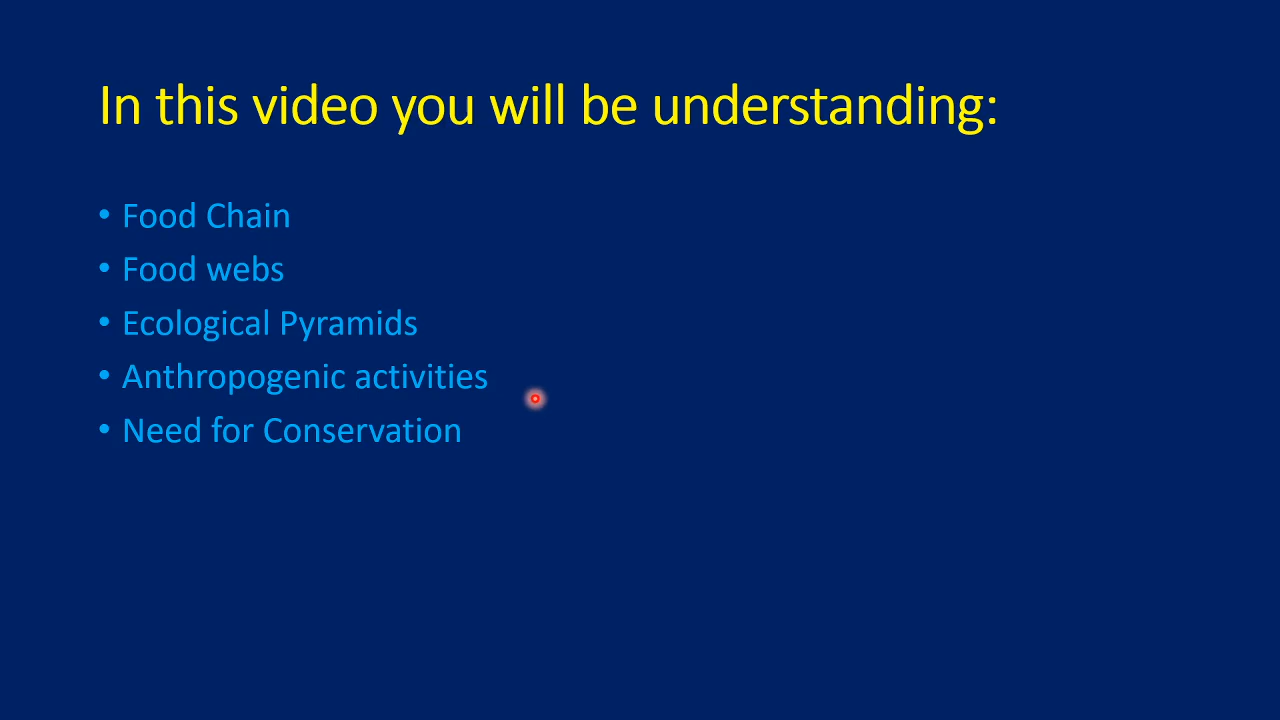 In this video you will be understanding:
• Food Chain
• Food webs
• Ecological Pyramids
• Anthropogenic activities
• Need for Conservation